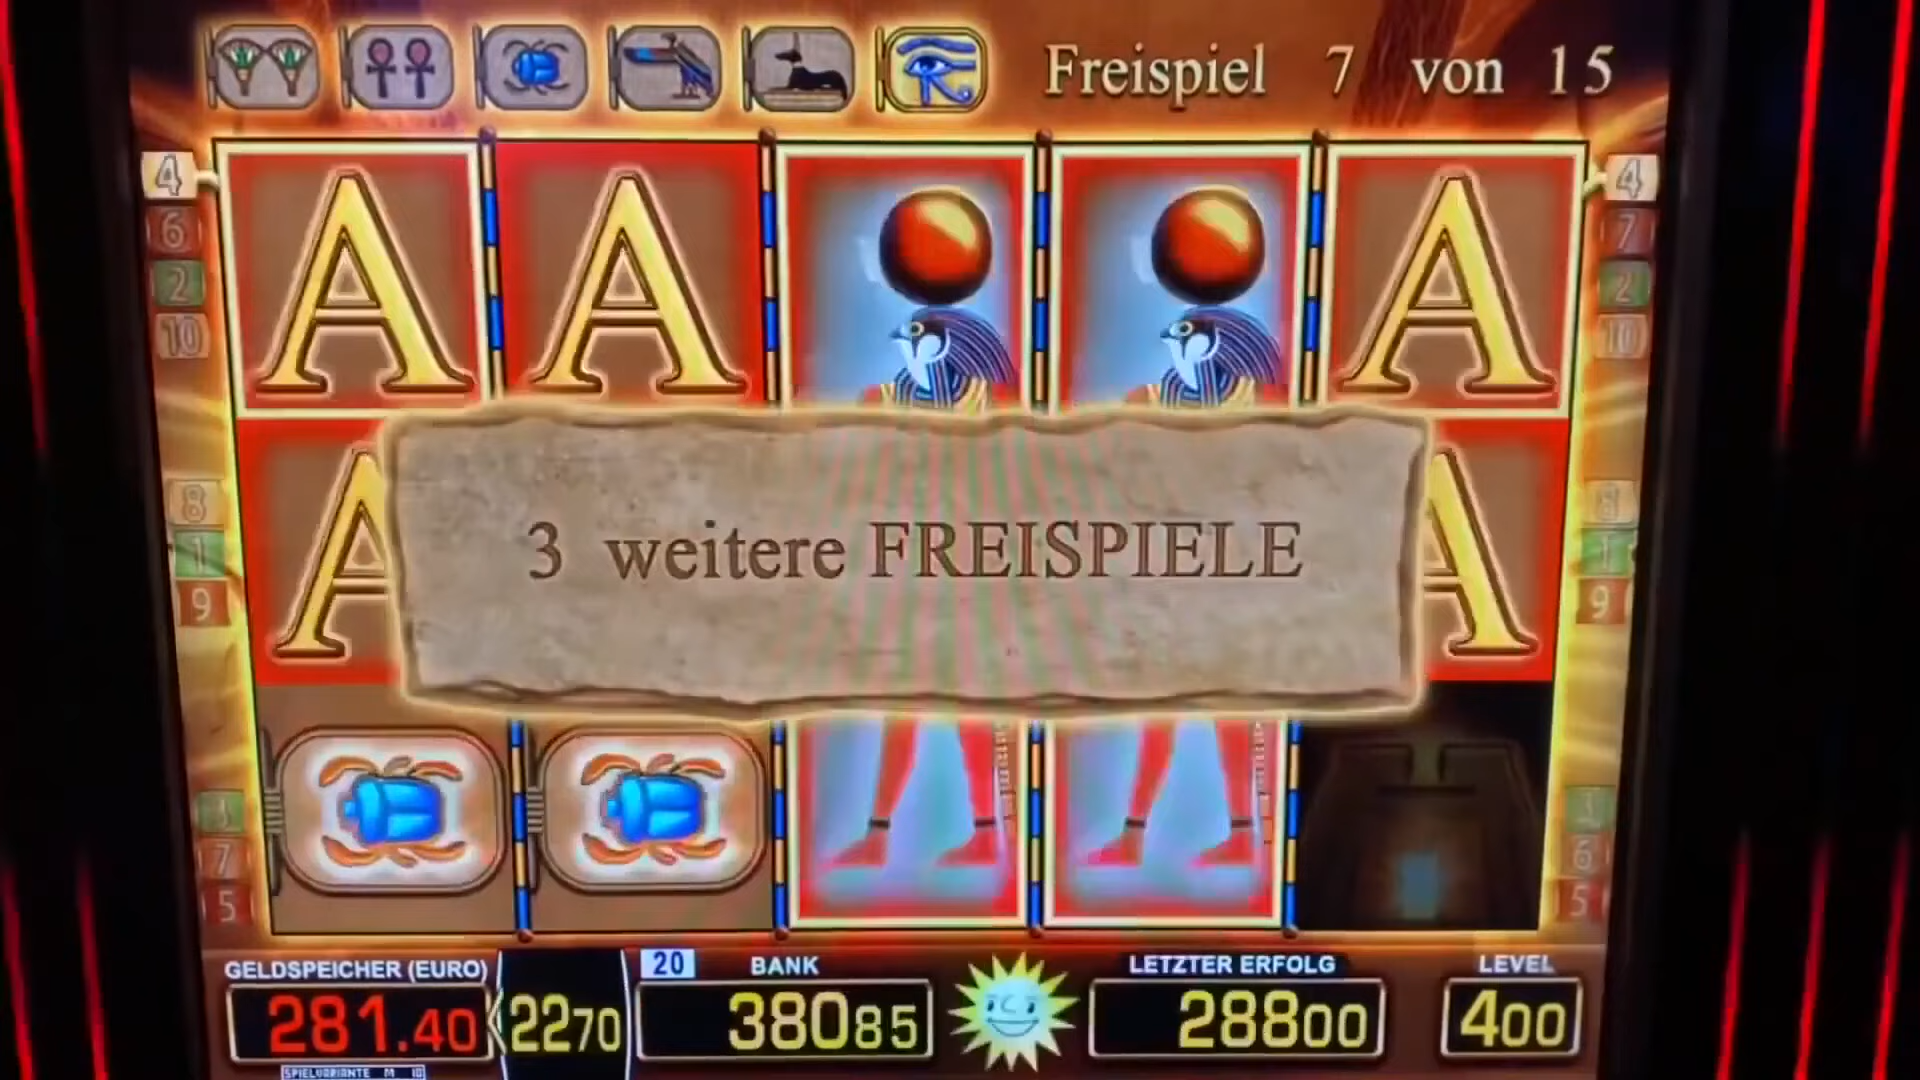 Freispiel 7 von 15
A A A
4 4
6 7
2 2
10 10
A A
3 weitere FREISPIELE
8 8
1 1
9 9
3 3
7 6
5 5
GELDSPEICHER (EURO) 20 BANK LETZTER ERFOLG LEVEL
281.40 2270 38085 28800 400
SPIELVARIANTE M 10